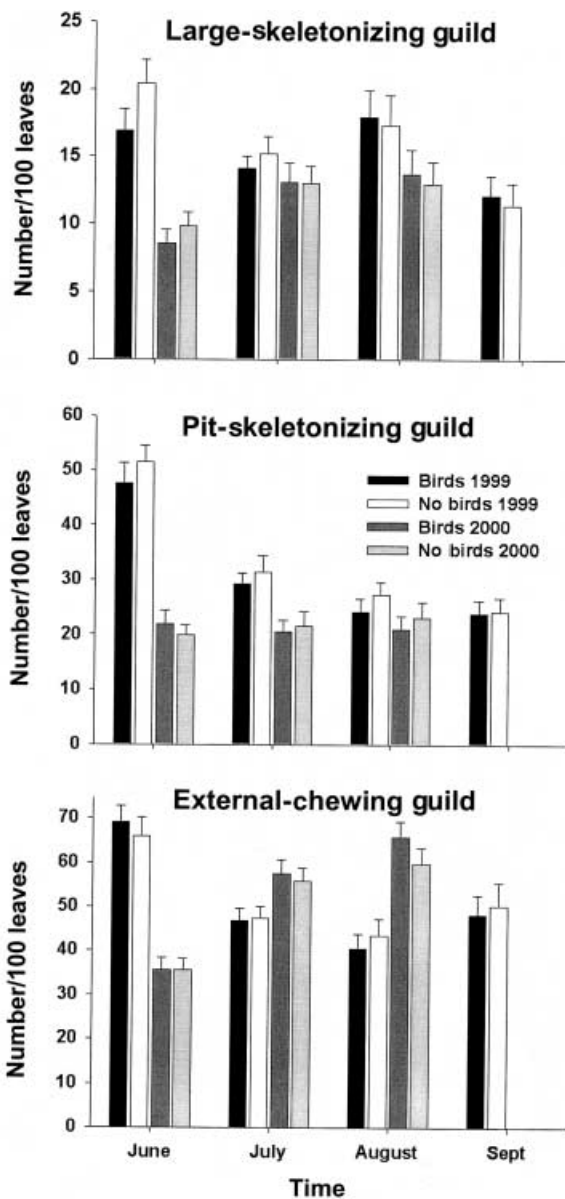 Large-skeletonizing guild
Number/100 leaves
25
20
15
10
5
0
Pit-skeletonizing guild
Number/100 leaves
60
50
40
30
20
10
0
Birds 1999
No birds 1999
Birds 2000
No birds 2000
External-chewing guild
Number/100 leaves
70
60
50
40
30
20
10
0
June July August Sept
Time